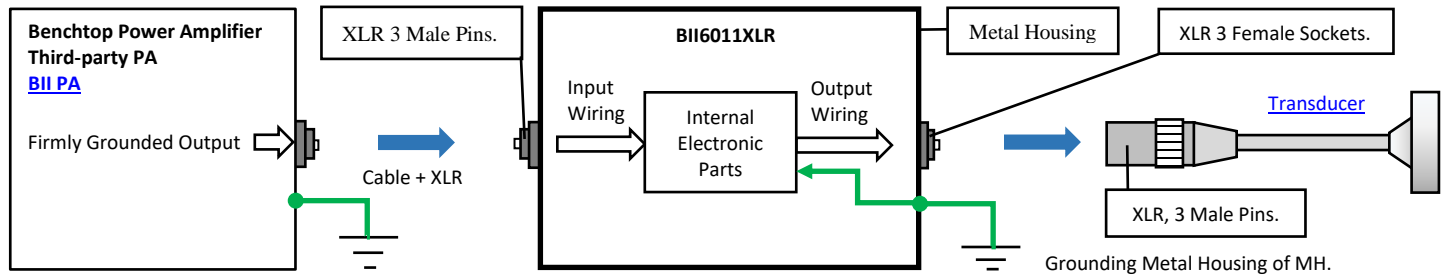 Benchtop Power Amplifier
Third-party PA
BII PA
Firmly Grounded Output
XLR 3 Male Pins.
Cable + XLR
BII6011XLR
Metal Housing
XLR 3 Female Sockets.
Input
Wiring
Internal
Electronic
Parts
Output
Wiring
Transducer
XLR, 3 Male Pins.
Grounding Metal Housing of MH.